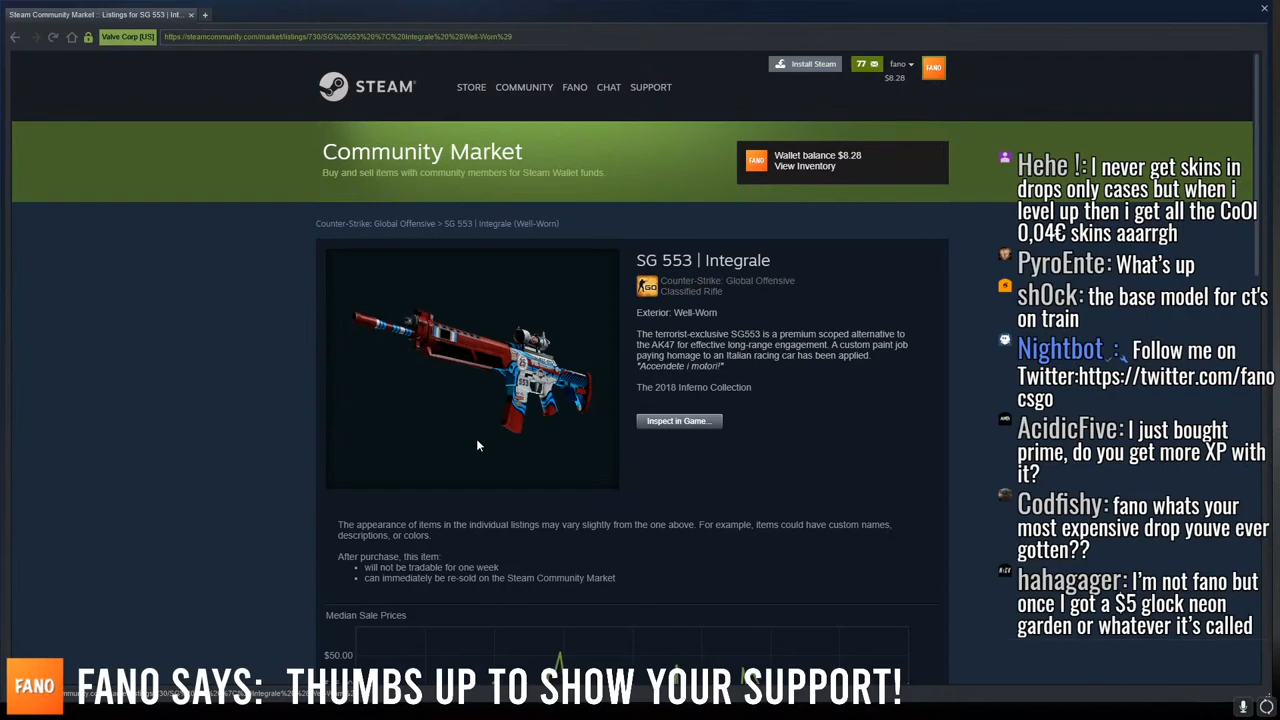 Steam Community Market :: Listings for SG 553 | Int...
Valve Corp [US]
https://steamcommunity.com/market/listings/730/SG%20553%20%7C%20Integrale%20%28Well-Worn%29
STEAM
STORE COMMUNITY FANO CHAT SUPPORT
Install Steam
77
fano
$8.28
FANO
Community Market
Buy and sell items with community members for Steam Wallet funds.
FANO
Wallet balance $8.28
View Inventory
Counter-Strike: Global Offensive > SG 553 | Integrale (Well-Worn)
SG 553 | Integrale
Counter-Strike: Global Offensive
Classified Rifle
Exterior: Well-Worn
The terrorist-exclusive SG553 is a premium scoped alternative to
the AK47 for effective long-range engagement. A custom paint job
paying homage to an Italian racing car has been applied.
"Accendete i motori!"
The 2018 Inferno Collection
Inspect in Game...
The appearance of items in the individual listings may vary slightly from the one above. For example, items could have custom names,
descriptions, or colors.
After purchase, this item:
• will not be tradable for one week
• can immediately be re-sold on the Steam Community Market
Median Sale Prices
$50.00
Hehe !: I never get skins in
drops only cases but when i
level up then i get all the CoOl
0,04€ skins aaarrgh
PyroEnte: What's up
sh0ck: the base model for ct's
on train
Nightbot : Follow me on
Twitter:https://twitter.com/fano
csgo
AcidicFive: I just bought
prime, do you get more XP with
it?
Codfishy: fano whats your
most expensive drop youve ever
gotten??
hahagager: I'm not fano but
once I got a $5 glock neon
garden or whatever it's called
FANO
FANO SAYS: THUMBS UP TO SHOW YOUR SUPPORT!